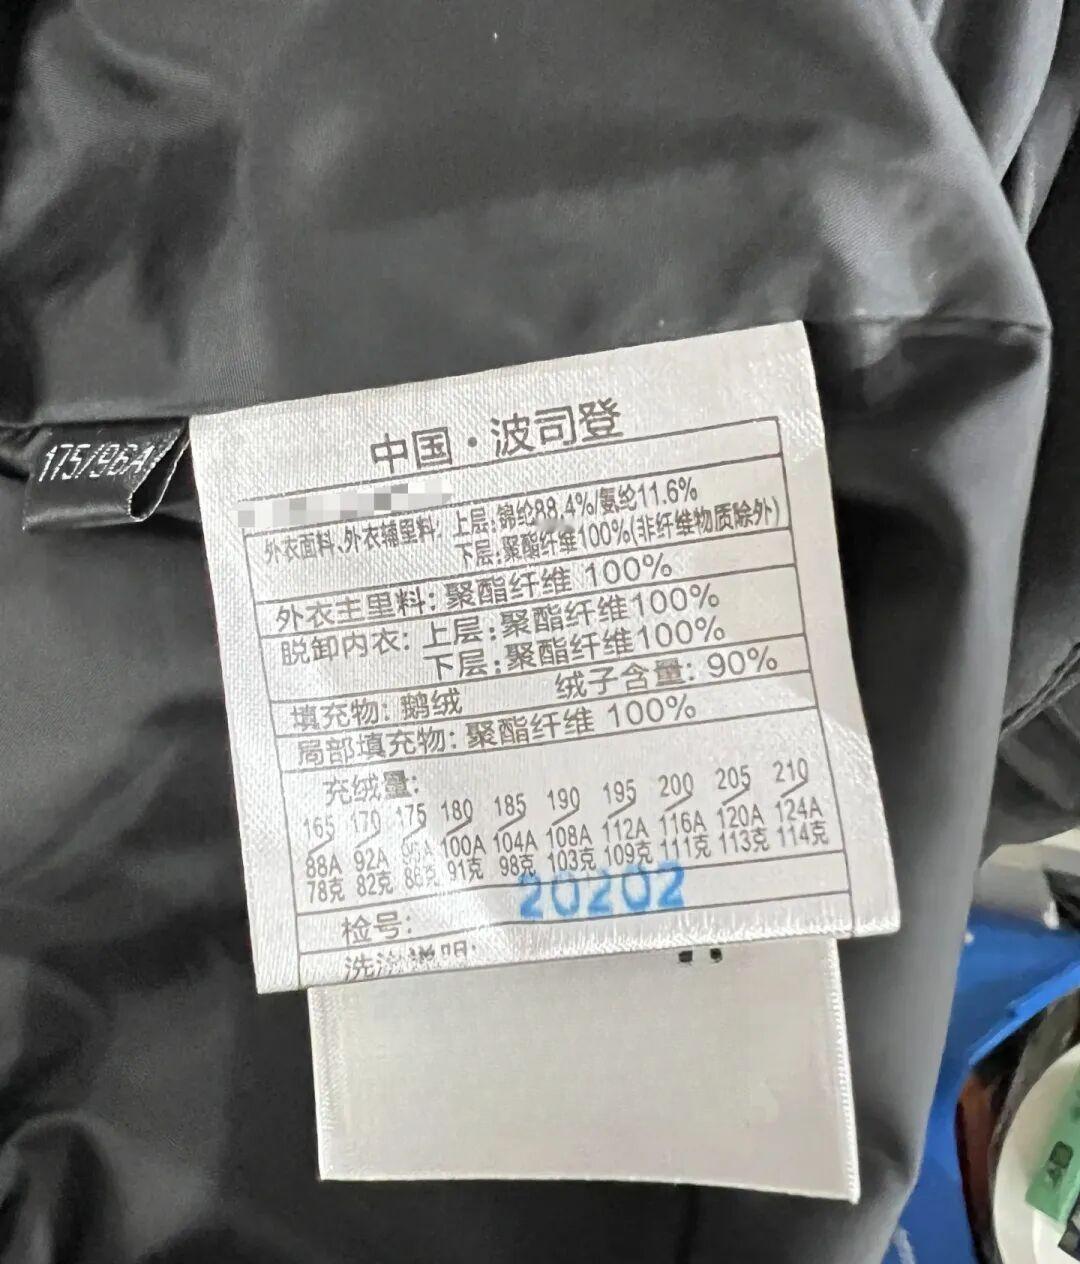 175/96A
中国·波司登
外衣面料、外衣辅里料: 上层:锦纶88.4%/氨纶11.6%
下层:聚酯纤维100%(非纤维物质除外)
外衣主里料:聚酯纤维 100%
脱卸内衣:上层:聚酯纤维100%
下层:聚酯纤维100%
填充物:鹅绒 绒子含量:90%
局部填充物:聚酯纤维 100%
充绒量:
165 170 175 180 185 190 195 200 205 210
88A 92A 96A 100A 104A 108A 112A 116A 120A 124A
78克 82克 86克 91克 98克 103克 109克 111克 113克 114克
检号: 20202
洗涤说明: